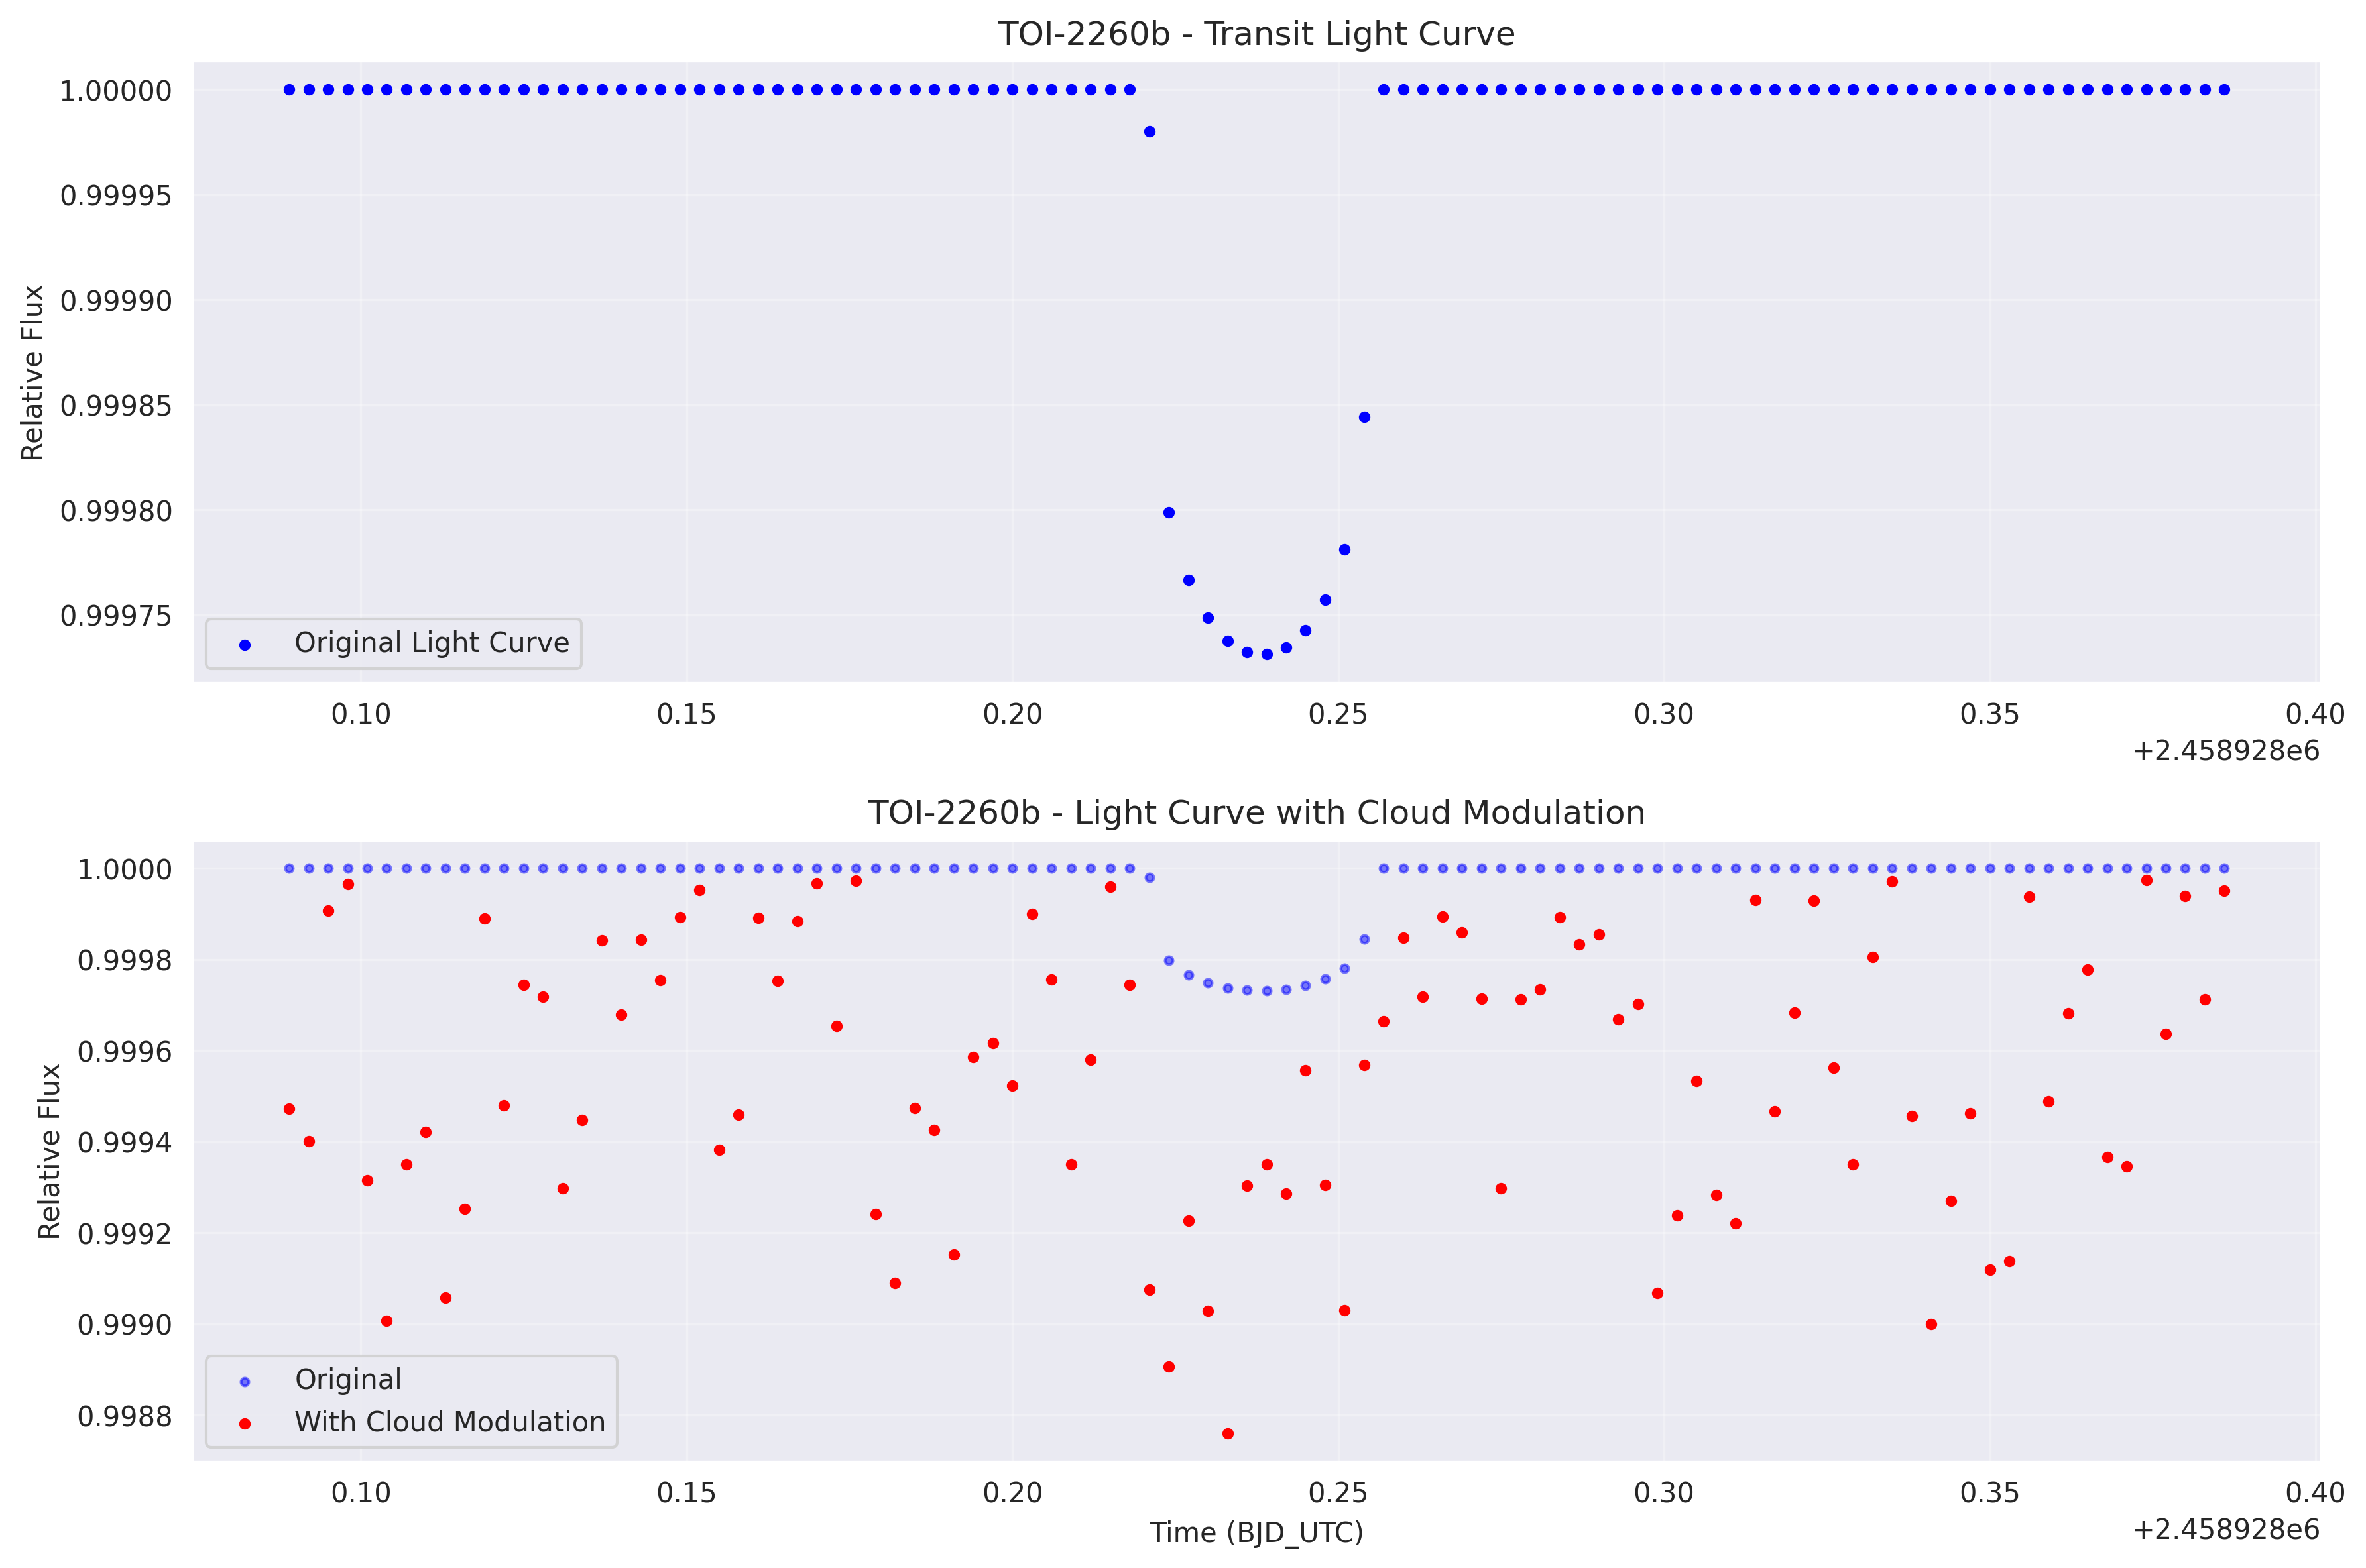 TOI-2260b - Transit Light Curve
Relative Flux
1.00000
0.99995
0.99990
0.99985
0.99980
0.99975
Original Light Curve
0.10 0.15 0.20 0.25 0.30 0.35 0.40
+2.458928e6
TOI-2260b - Light Curve with Cloud Modulation
Relative Flux
1.0000
0.9998
0.9996
0.9994
0.9992
0.9990
0.9988
Original
With Cloud Modulation
0.10 0.15 0.20 0.25 0.30 0.35 0.40
Time (BJD_UTC)
+2.458928e6